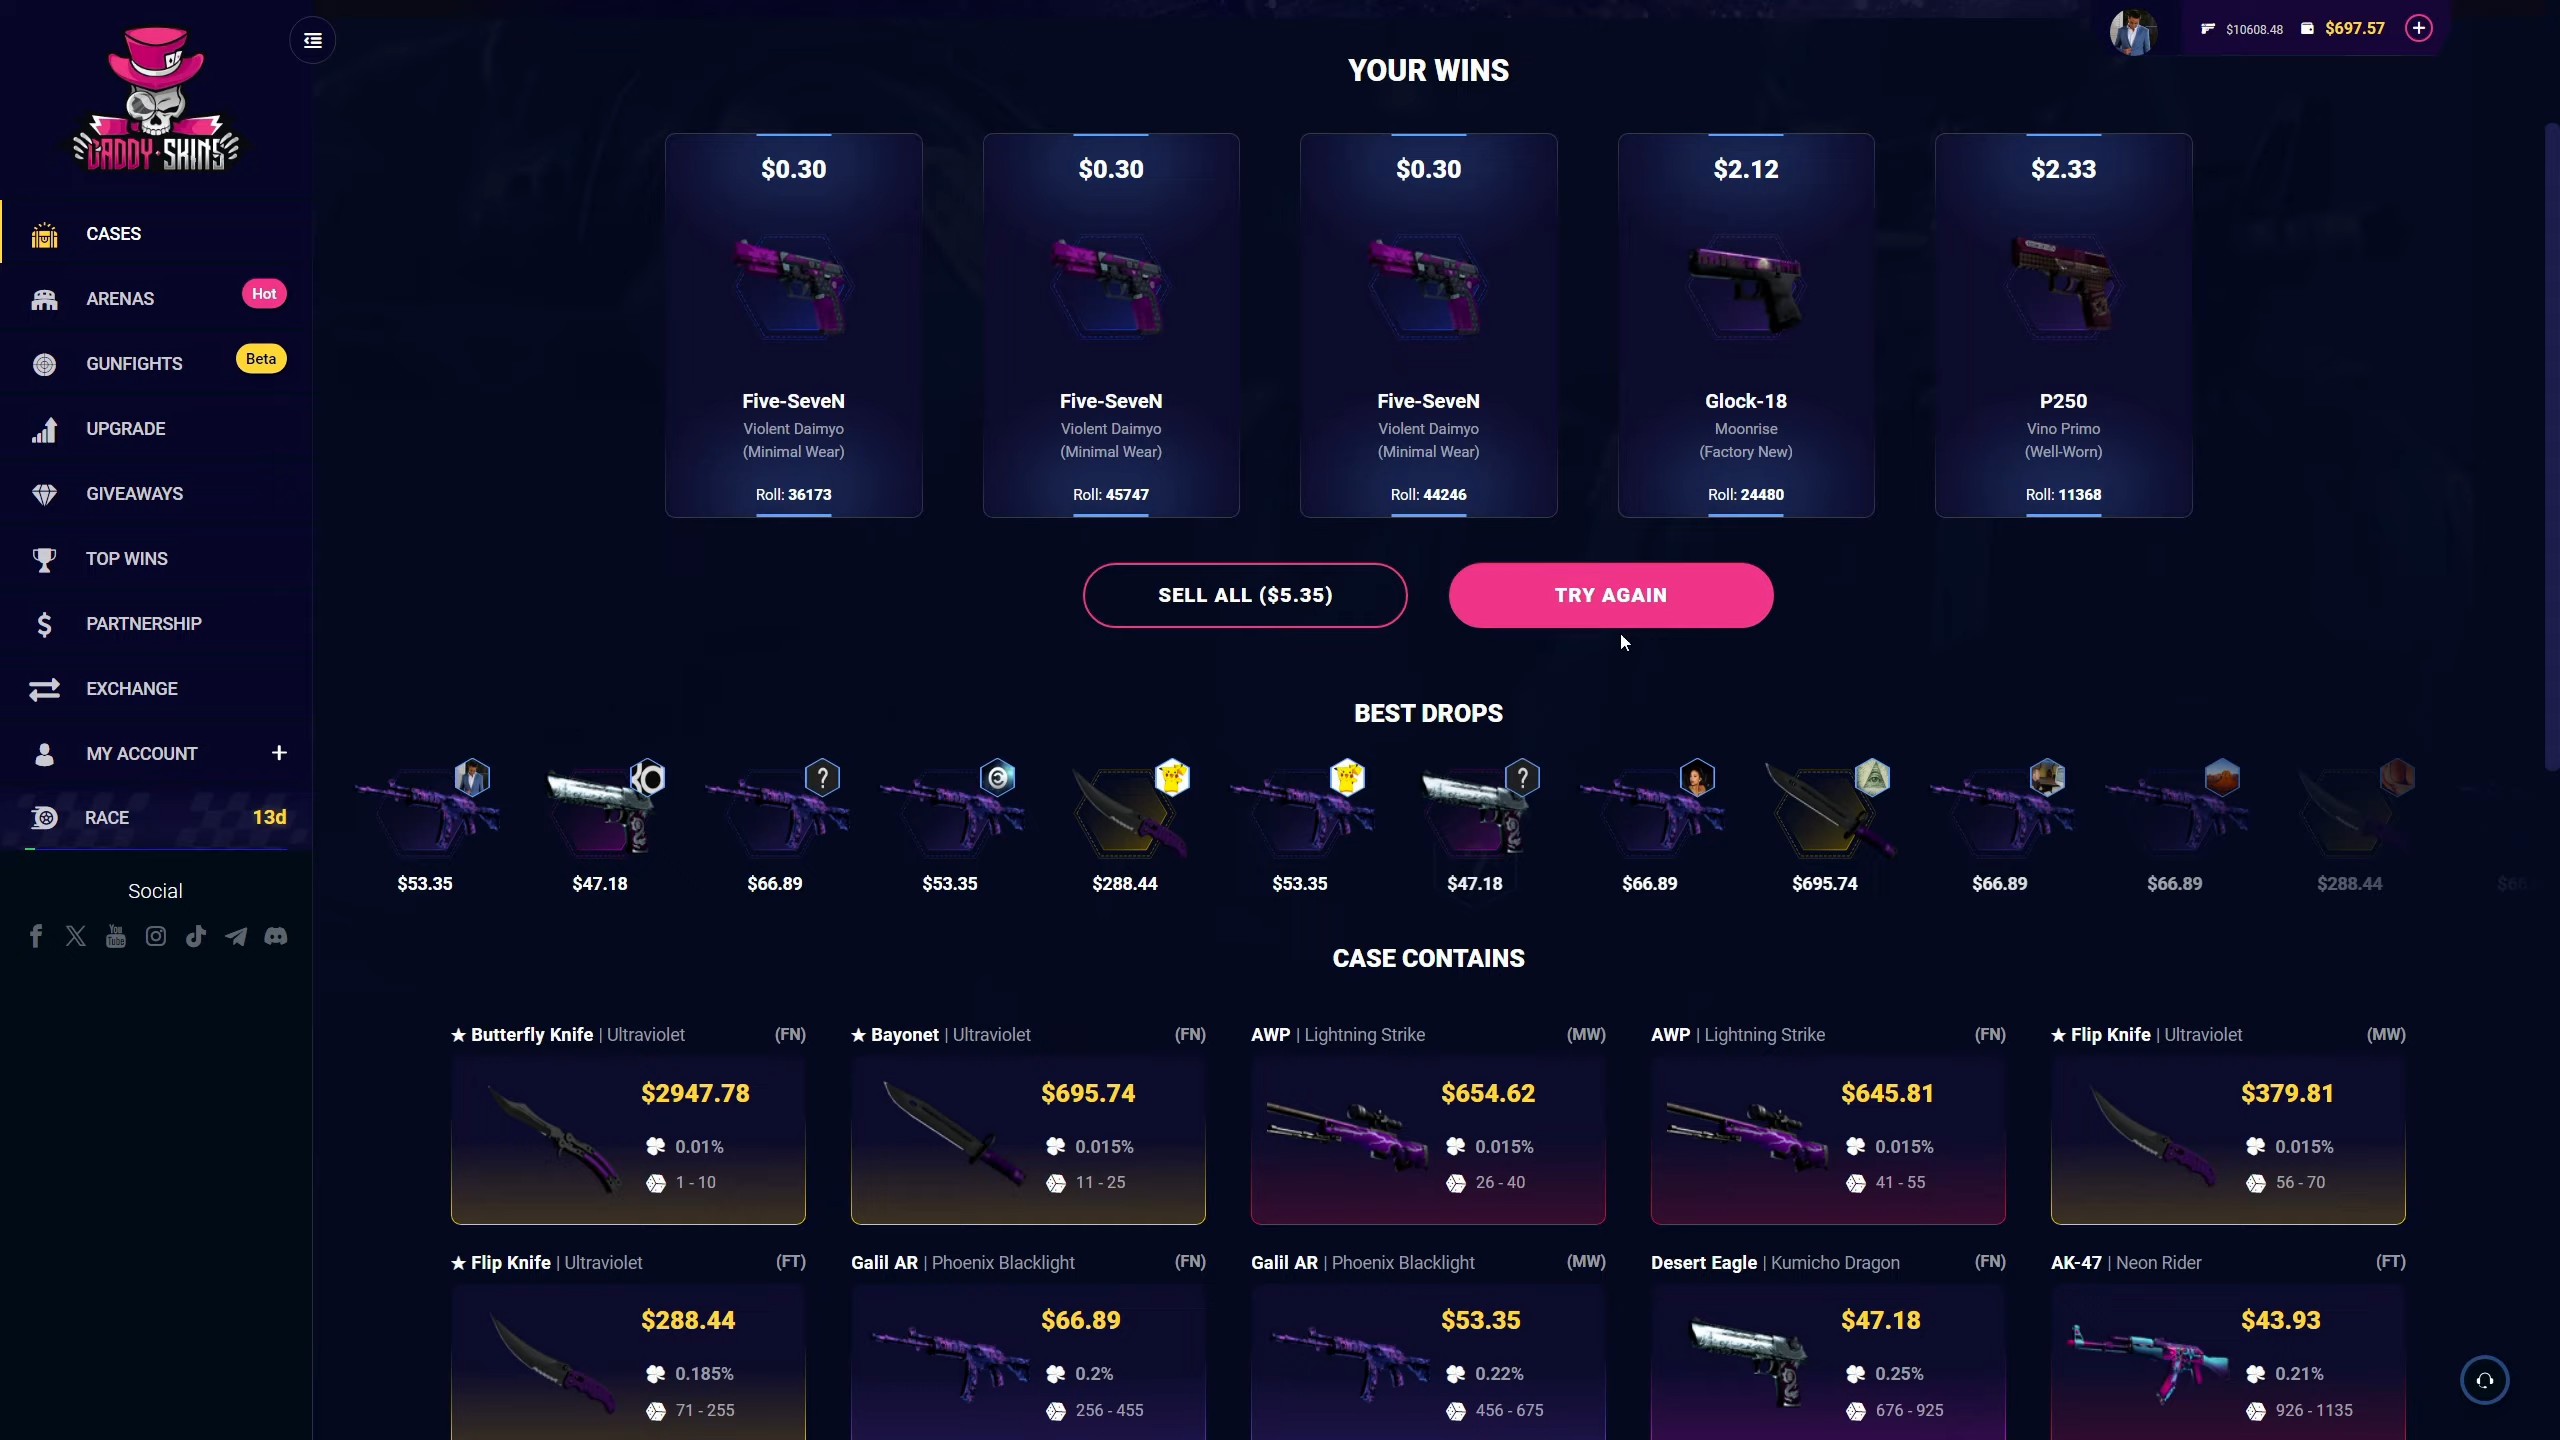 DADDY SKINS
CASES
ARENAS
Hot
GUNFIGHTS
Beta
UPGRADE
GIVEAWAYS
TOP WINS
PARTNERSHIP
EXCHANGE
MY ACCOUNT +
RACE
13d
Social
$10608.48
$697.57
YOUR WINS
$0.30
Five-SeveN
Violent Daimyo
(Minimal Wear)
Roll: 36173
$0.30
Five-SeveN
Violent Daimyo
(Minimal Wear)
Roll: 45747
$0.30
Five-SeveN
Violent Daimyo
(Minimal Wear)
Roll: 44246
$2.12
Glock-18
Moonrise
(Factory New)
Roll: 24480
$2.33
P250
Vino Primo
(Well-Worn)
Roll: 11368
SELL ALL ($5.35)
TRY AGAIN
BEST DROPS
$53.35
$47.18
?
$66.89
$53.35
$288.44
$53.35
?
$47.18
$66.89
$695.74
$66.89
$66.89
$288.44
CASE CONTAINS
★ Butterfly Knife | Ultraviolet (FN)
$2947.78
0.01%
1 - 10
★ Bayonet | Ultraviolet (FN)
$695.74
0.015%
11 - 25
AWP | Lightning Strike (MW)
$654.62
0.015%
26 - 40
AWP | Lightning Strike (FN)
$645.81
0.015%
41 - 55
★ Flip Knife | Ultraviolet (MW)
$379.81
0.015%
56 - 70
★ Flip Knife | Ultraviolet (FT)
$288.44
0.185%
71 - 255
Galil AR | Phoenix Blacklight (FN)
$66.89
0.2%
256 - 455
Galil AR | Phoenix Blacklight (MW)
$53.35
0.22%
456 - 675
Desert Eagle | Kumicho Dragon (FN)
$47.18
0.25%
676 - 925
AK-47 | Neon Rider (FT)
$43.93
0.21%
926 - 1135